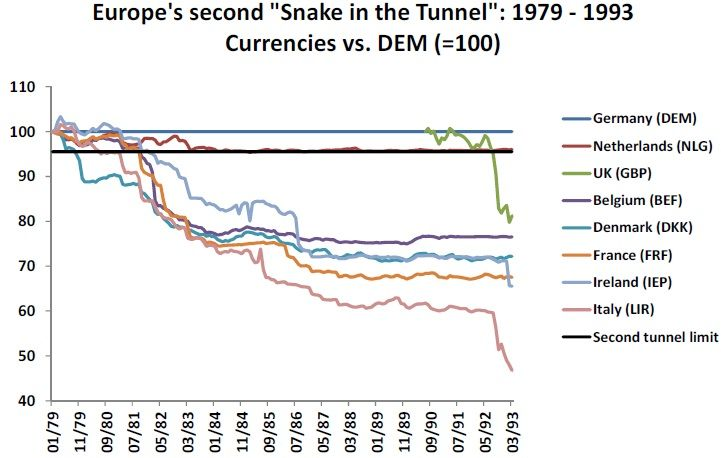 Europe's second "Snake in the Tunnel": 1979 - 1993
Currencies vs. DEM (=100)
110
100
90
80
70
60
50
40
01/79
11/79
09/80
07/81
05/82
03/83
01/84
11/84
09/85
07/86
05/87
03/88
01/89
11/89
09/90
07/91
05/92
03/93
Germany (DEM)
Netherlands (NLG)
UK (GBP)
Belgium (BEF)
Denmark (DKK)
France (FRF)
Ireland (IEP)
Italy (LIR)
Second tunnel limit